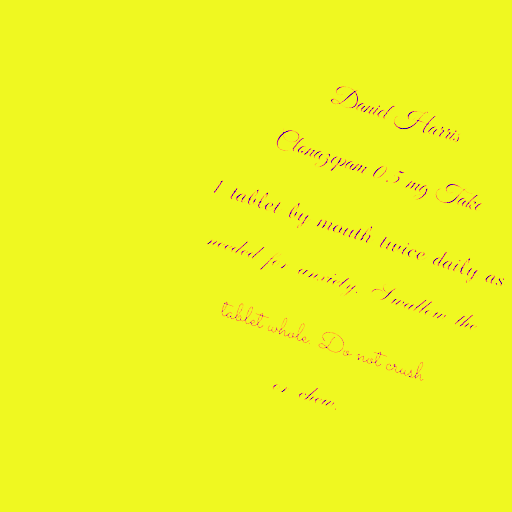 Daniel Harris
Clonazepam 0.5 mg Take
1 tablet by mouth twice daily as
needed for anxiety. Swallow the
tablet whole. Do not crush
or chew.